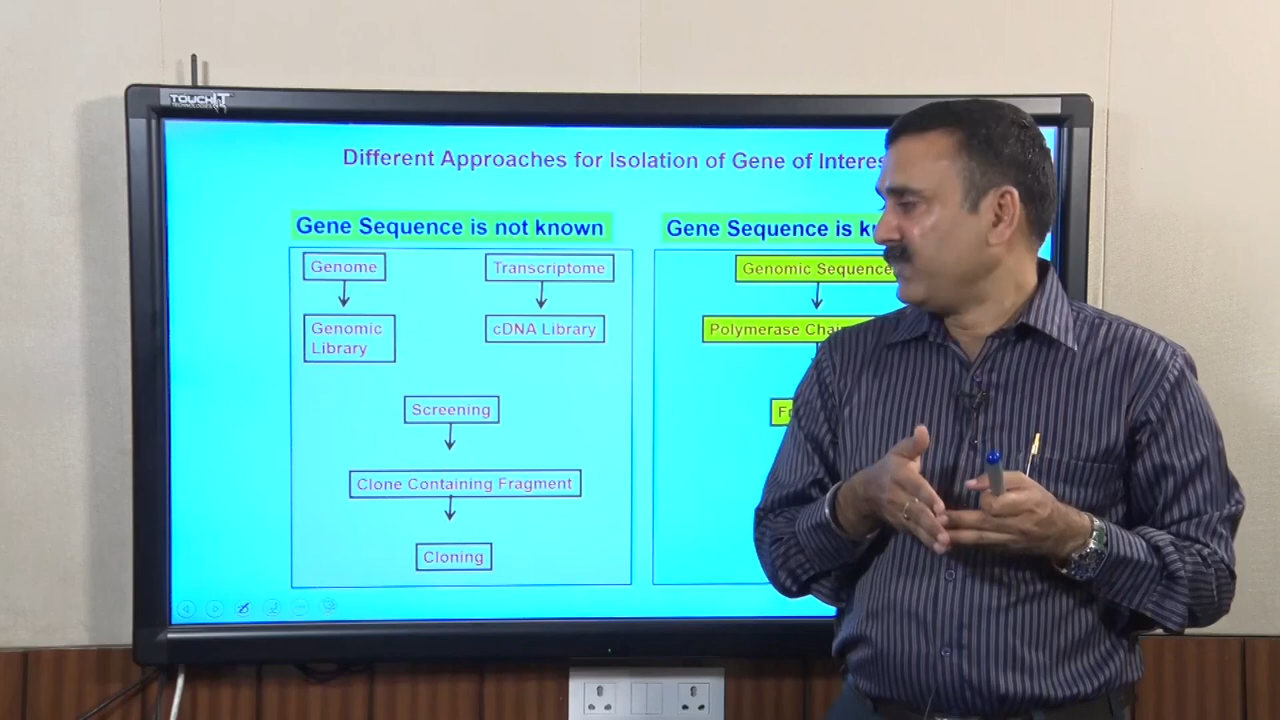 TOUCHIT
TECHNOLOGIES
Different Approaches for Isolation of Gene of Interes
Gene Sequence is not known
Genome
Transcriptome
Genomic
Library
cDNA Library
Screening
Clone Containing Fragment
Cloning
Gene Sequence is k
Genomic Sequence
Polymerase Chai